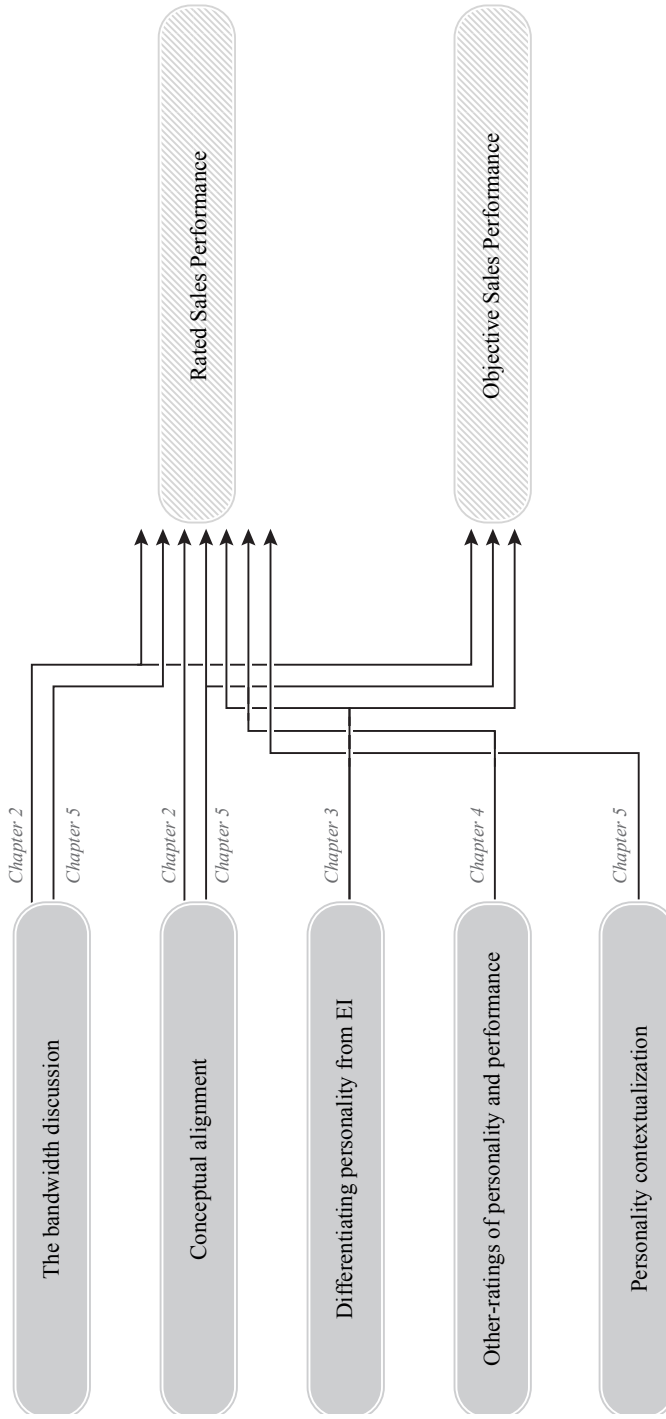 The bandwidth discussion
Chapter 2
Chapter 5
Conceptual alignment
Chapter 2
Chapter 5
Differentiating personality from EI
Chapter 3
Other-ratings of personality and performance
Chapter 4
Personality contextualization
Chapter 5
Rated Sales Performance
Objective Sales Performance